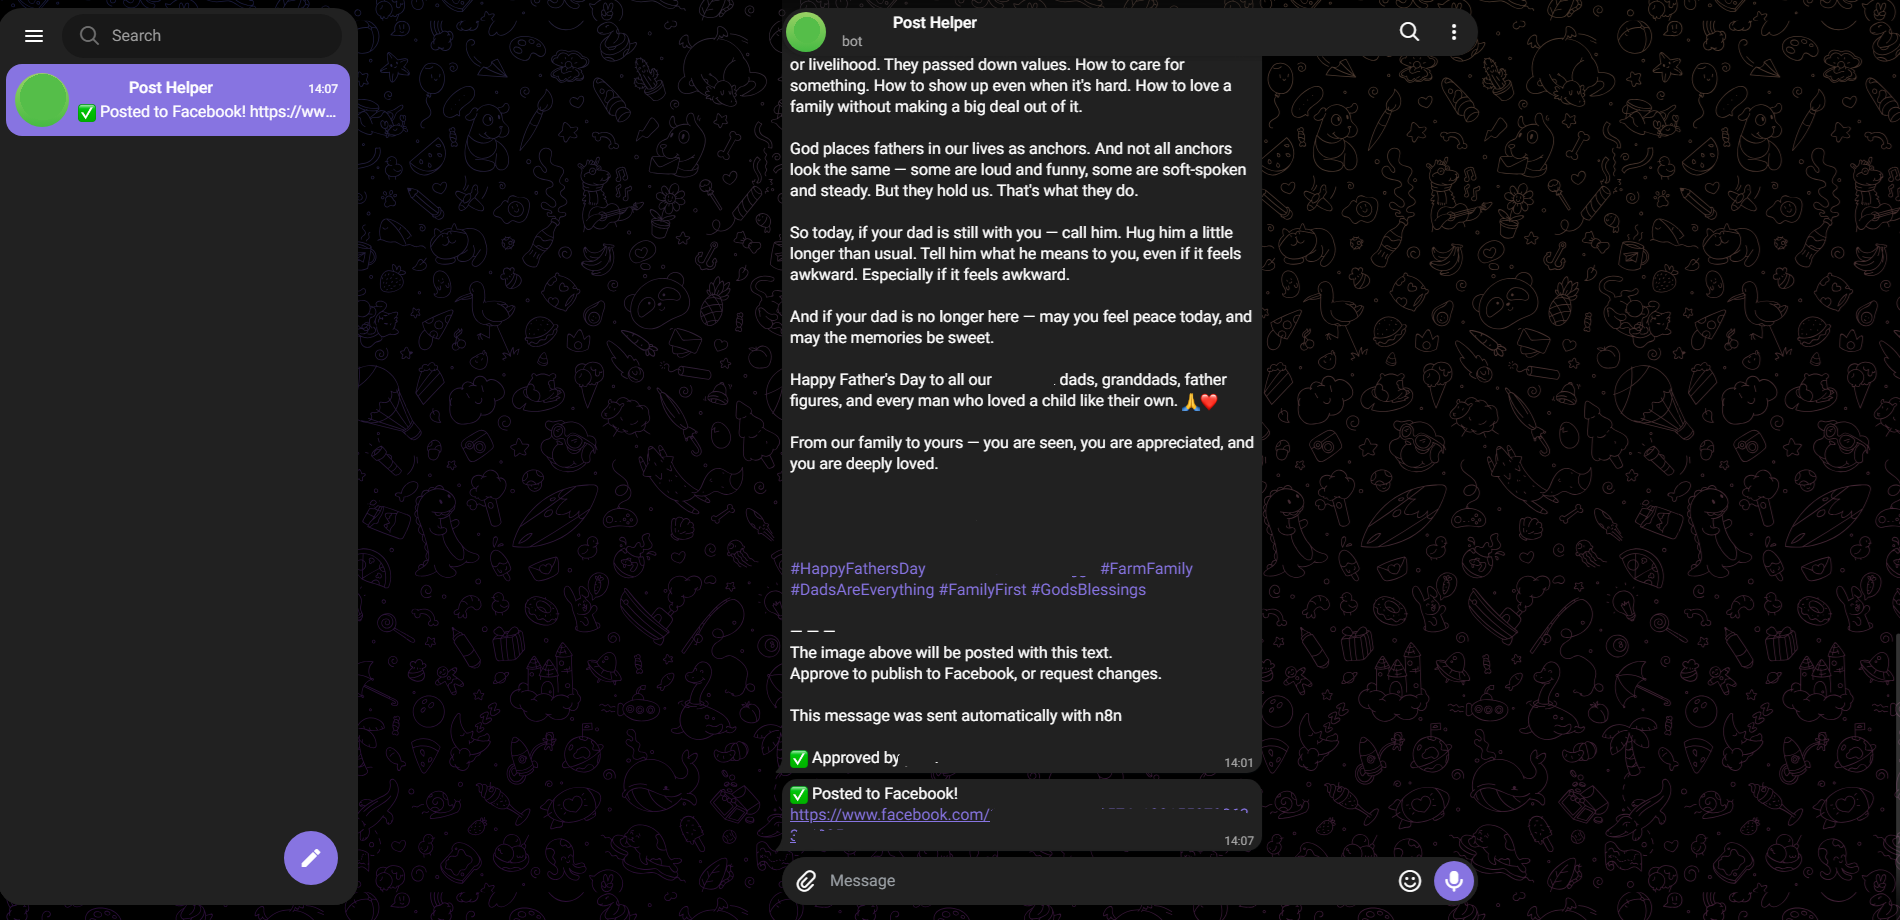 Search
Post Helper
14:07
✅ Posted to Facebook! https://ww...
Post Helper
bot
or livelihood. They passed down values. How to care for
something. How to show up even when it's hard. How to love a
family without making a big deal out of it.
God places fathers in our lives as anchors. And not all anchors
look the same — some are loud and funny, some are soft-spoken
and steady. But they hold us. That's what they do.
So today, if your dad is still with you — call him. Hug him a little
longer than usual. Tell him what he means to you, even if it feels
awkward. Especially if it feels awkward.
And if your dad is no longer here — may you feel peace today, and
may the memories be sweet.
Happy Father's Day to all our dads, granddads, father
figures, and every man who loved a child like their own. 🙏❤️
From our family to yours — you are seen, you are appreciated, and
you are deeply loved.
#HappyFathersDay #FarmFamily
#DadsAreEverything #FamilyFirst #GodsBlessings
— — —
The image above will be posted with this text.
Approve to publish to Facebook, or request changes.
This message was sent automatically with n8n
✅ Approved by
14:01
✅ Posted to Facebook!
https://www.facebook.com/
14:07
Message